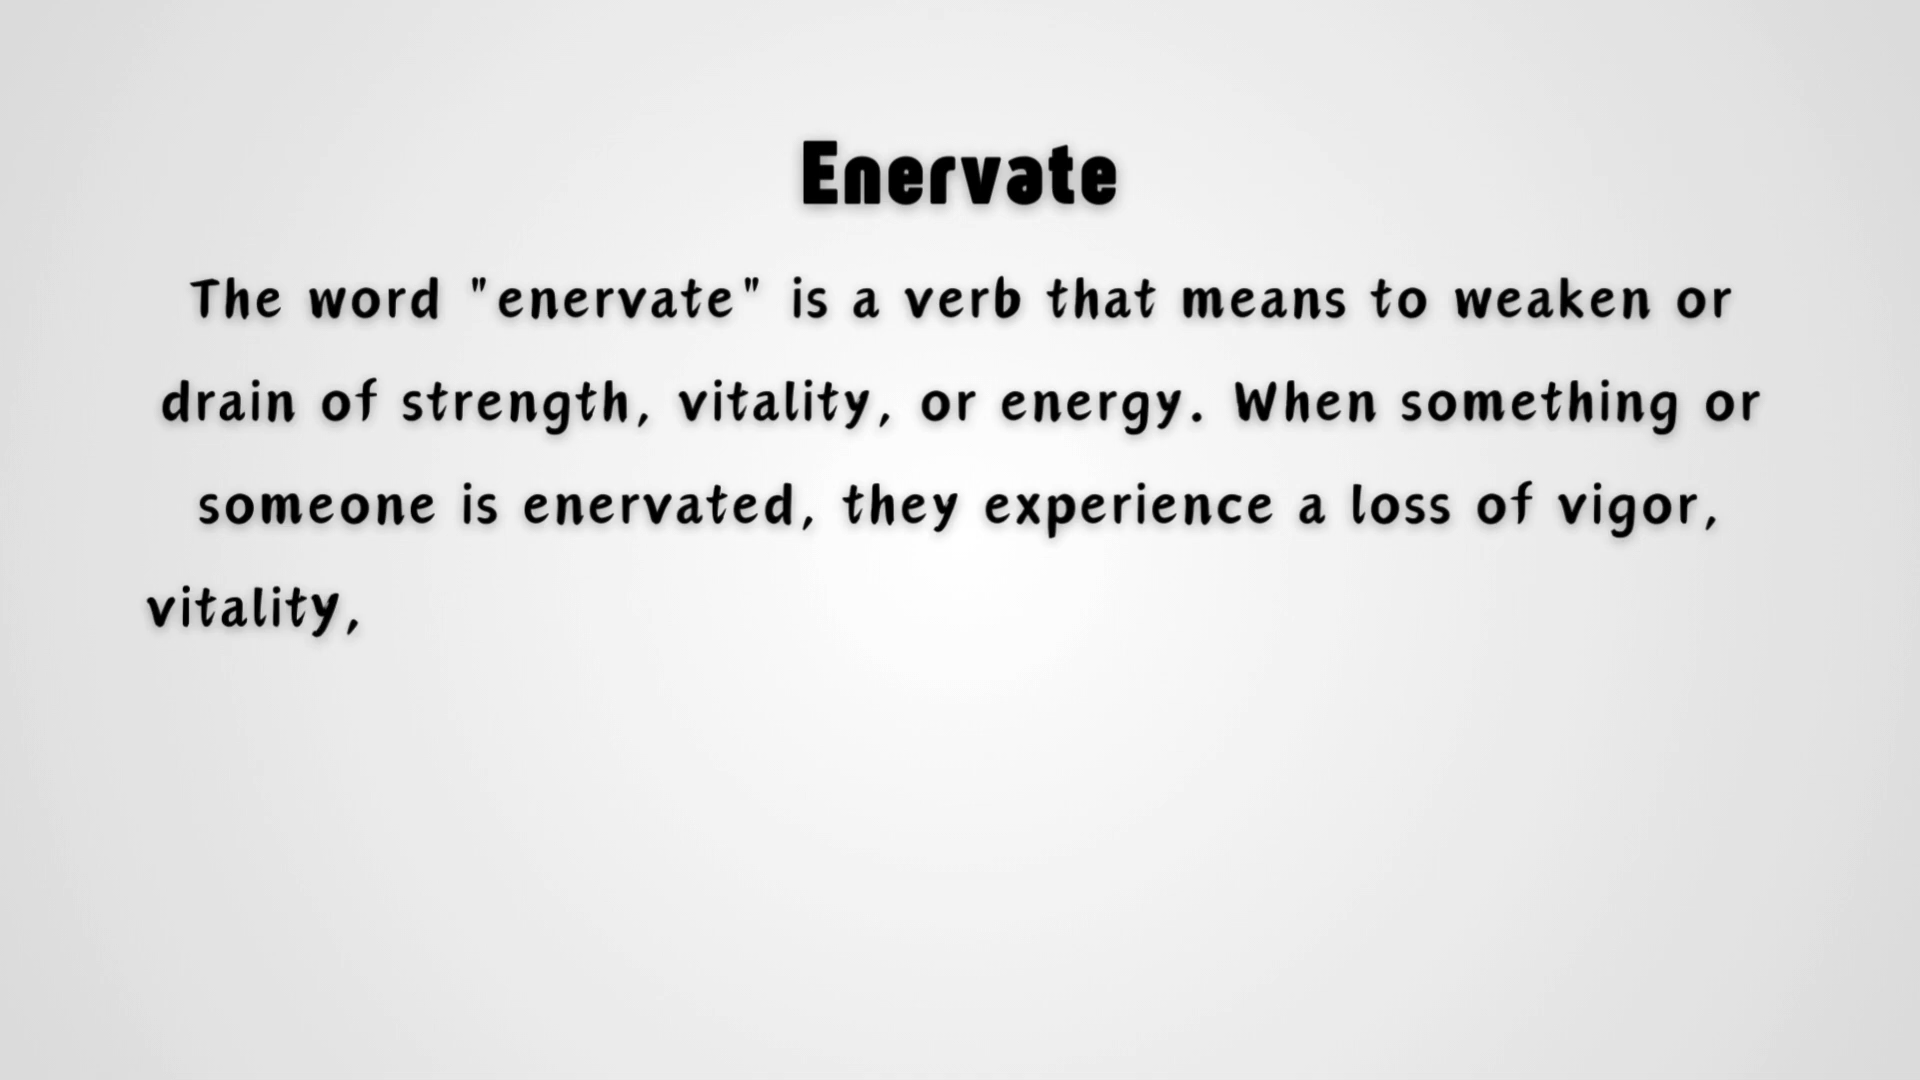 Enervate
The word "enervate" is a verb that means to weaken or
drain of strength, vitality, or energy. When something or
someone is enervated, they experience a loss of vigor,
vitality,